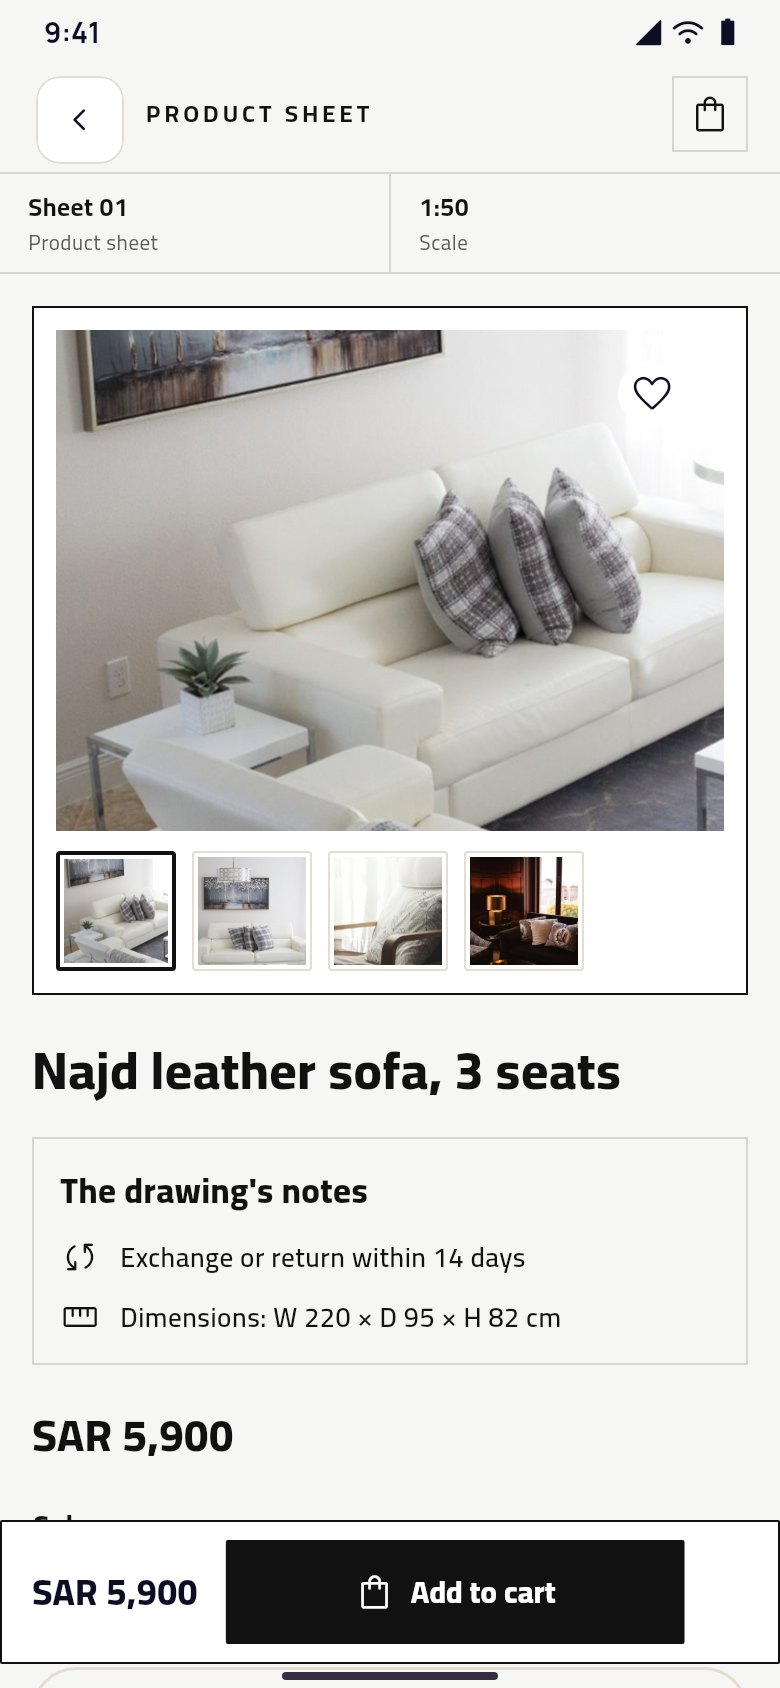 9:41
PRODUCT SHEET
Sheet 01
Product sheet
1:50
Scale
Najd leather sofa, 3 seats
The drawing's notes
Exchange or return within 14 days
Dimensions: W 220 × D 95 × H 82 cm
SAR 5,900
SAR 5,900
Add to cart